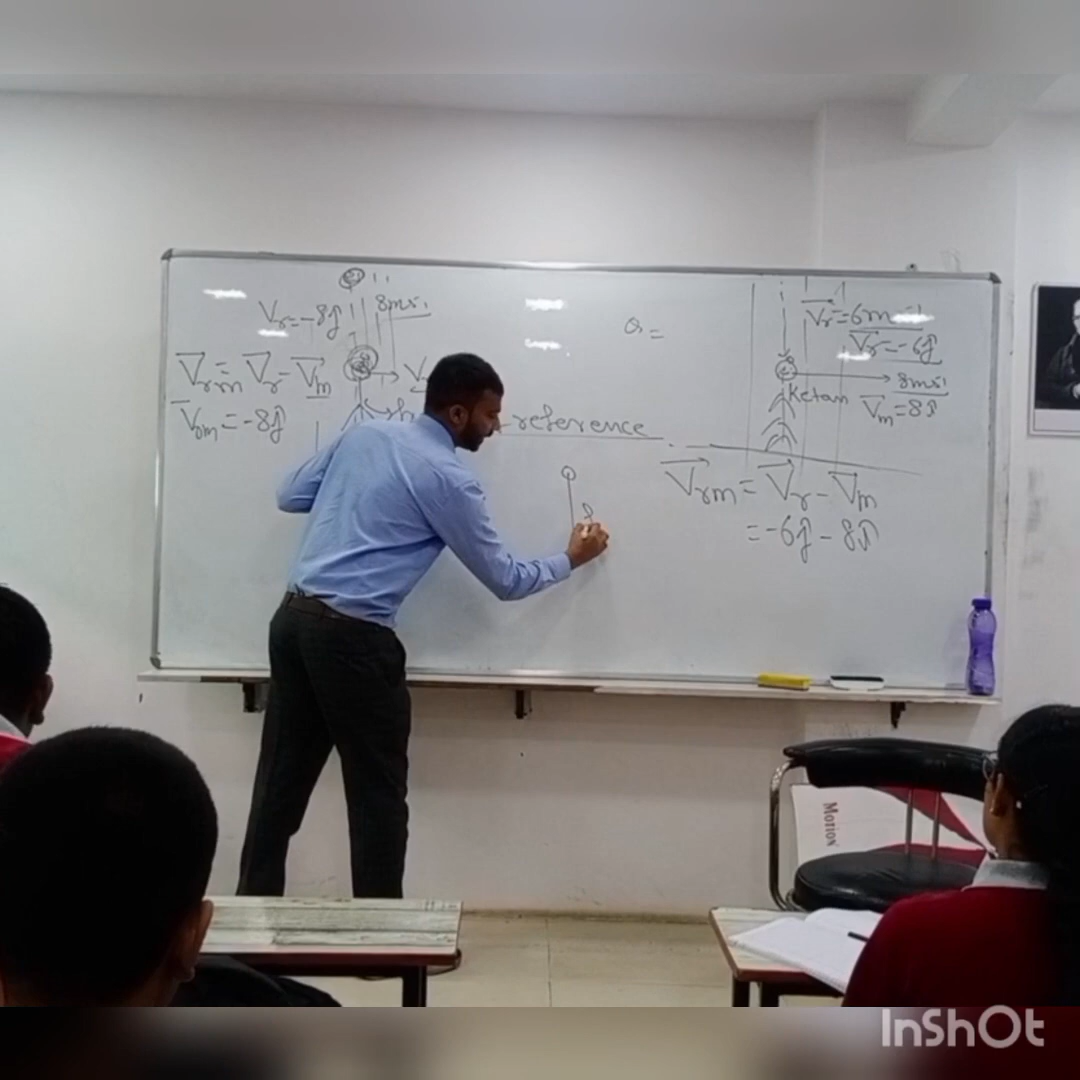 Vr = -8ĵ
8ms⁻¹
V⃗rm = V⃗r - V⃗m
V⃗rm = -8ĵ
reference
Q =
V⃗r = 6ms⁻¹
V⃗r = -6ĵ
8ms⁻¹
Ketan
V⃗m = 8î
V⃗rm = V⃗r - V⃗m
= -6ĵ - 8î
Motion
InShOt